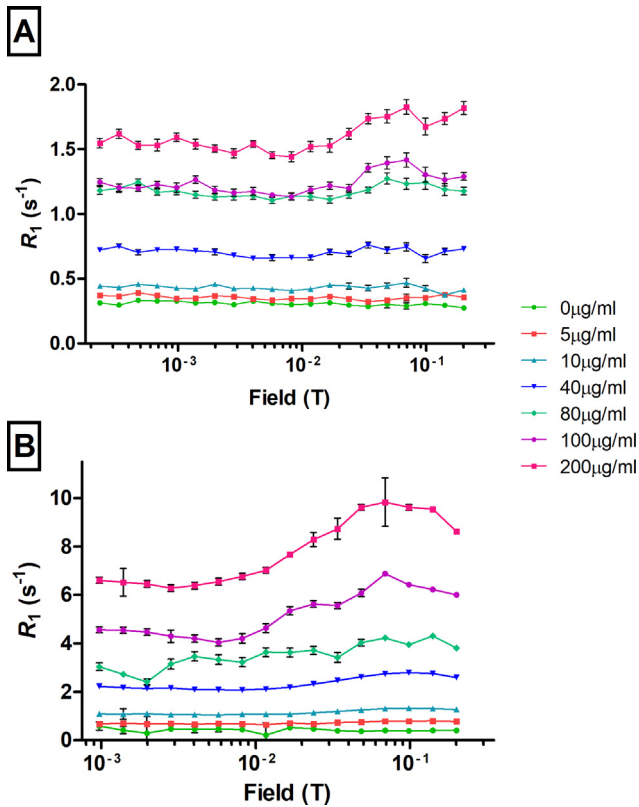 A
2.0
1.5
1.0
0.5
0.0
R1 (s-1)
10-3
10-2
10-1
Field (T)
0µg/ml
5µg/ml
10µg/ml
40µg/ml
80µg/ml
100µg/ml
200µg/ml
B
10
8
6
4
2
0
R1 (s-1)
10-3
10-2
10-1
Field (T)